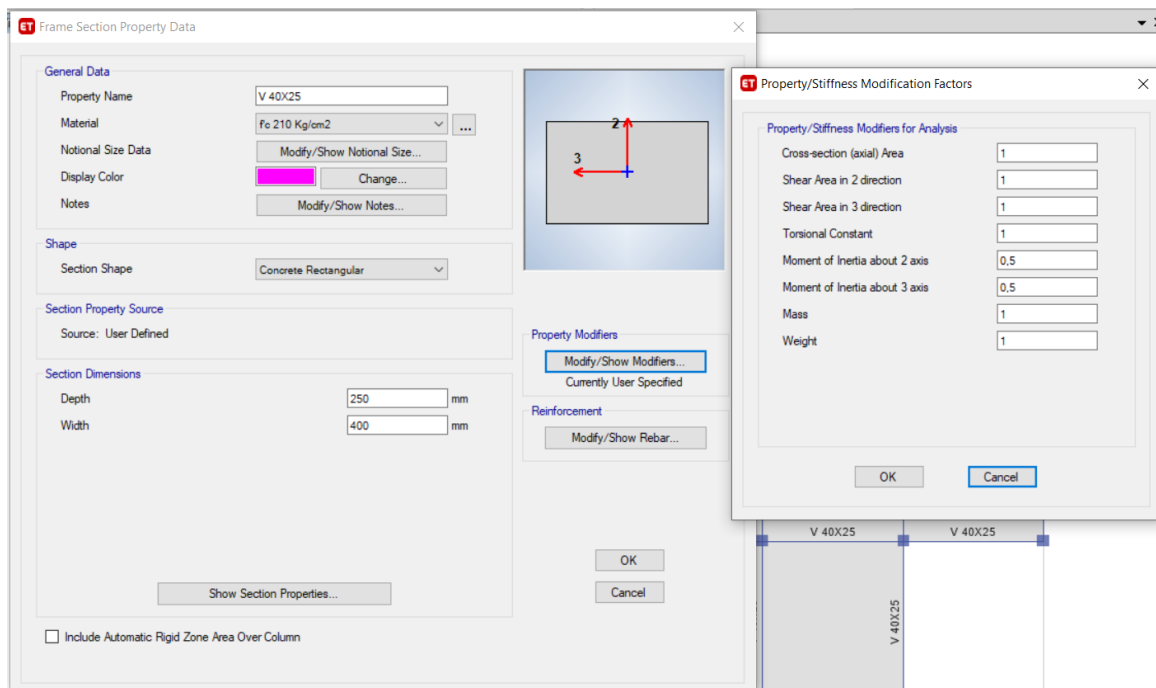 ET Frame Section Property Data
General Data
Property Name V 40X25
Material f'c 210 Kg/cm2 ...
Notional Size Data Modify/Show Notional Size...
Display Color Change...
Notes Modify/Show Notes...
Shape
Section Shape Concrete Rectangular
Section Property Source
Source: User Defined
Section Dimensions
Depth 250 mm
Width 400 mm
Show Section Properties...
Include Automatic Rigid Zone Area Over Column
2
3
Property Modifiers
Modify/Show Modifiers...
Currently User Specified
Reinforcement
Modify/Show Rebar...
OK
Cancel
ET Property/Stiffness Modification Factors
Property/Stiffness Modifiers for Analysis
Cross-section (axial) Area 1
Shear Area in 2 direction 1
Shear Area in 3 direction 1
Torsional Constant 1
Moment of Inertia about 2 axis 0,5
Moment of Inertia about 3 axis 0,5
Mass 1
Weight 1
OK Cancel
V 40X25 V 40X25
V 40X25